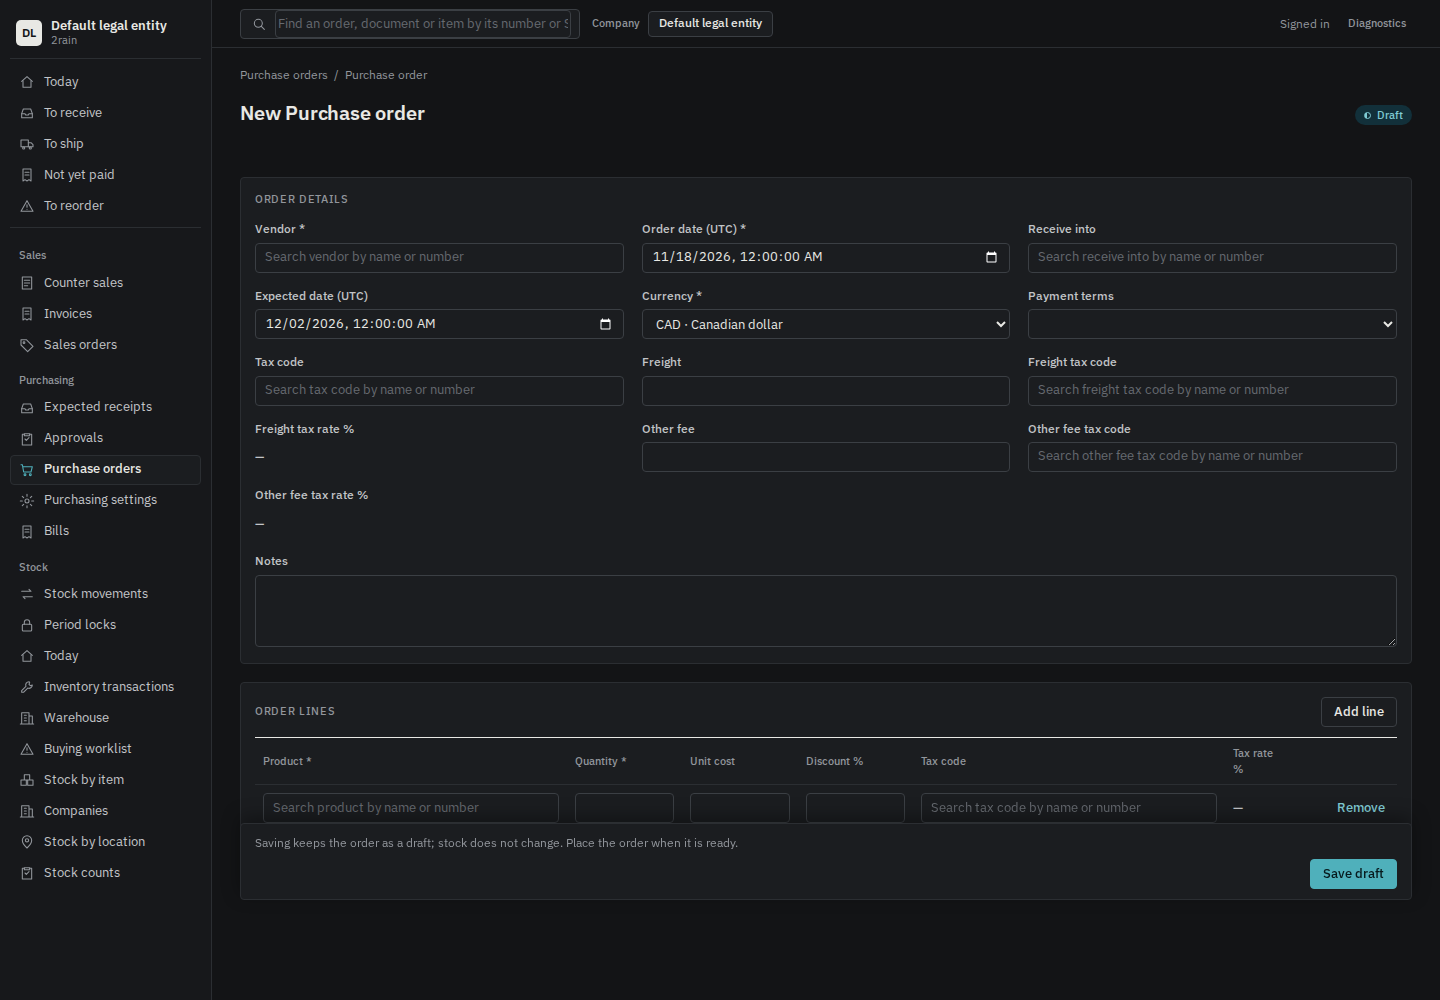 DL
Default legal entity
2rain
Today
To receive
To ship
Not yet paid
To reorder
Sales
Counter sales
Invoices
Sales orders
Purchasing
Expected receipts
Approvals
Purchase orders
Purchasing settings
Bills
Stock
Stock movements
Period locks
Today
Inventory transactions
Warehouse
Buying worklist
Stock by item
Companies
Stock by location
Stock counts
Find an order, document or item by its number or
Company
Default legal entity
Signed in
Diagnostics
Purchase orders / Purchase order
New Purchase order
Draft
ORDER DETAILS
Vendor *
Order date (UTC) *
Receive into
Search vendor by name or number
11/18/2026, 12:00:00 AM
Search receive into by name or number
Expected date (UTC)
Currency *
Payment terms
12/02/2026, 12:00:00 AM
CAD · Canadian dollar
Tax code
Freight
Freight tax code
Search tax code by name or number
Search freight tax code by name or number
Freight tax rate %
Other fee
Other fee tax code
—
Search other fee tax code by name or number
Other fee tax rate %
—
Notes
ORDER LINES
Add line
Product *
Quantity *
Unit cost
Discount %
Tax code
Tax rate
%
Search product by name or number
Search tax code by name or number
—
Remove
Saving keeps the order as a draft; stock does not change. Place the order when it is ready.
Save draft